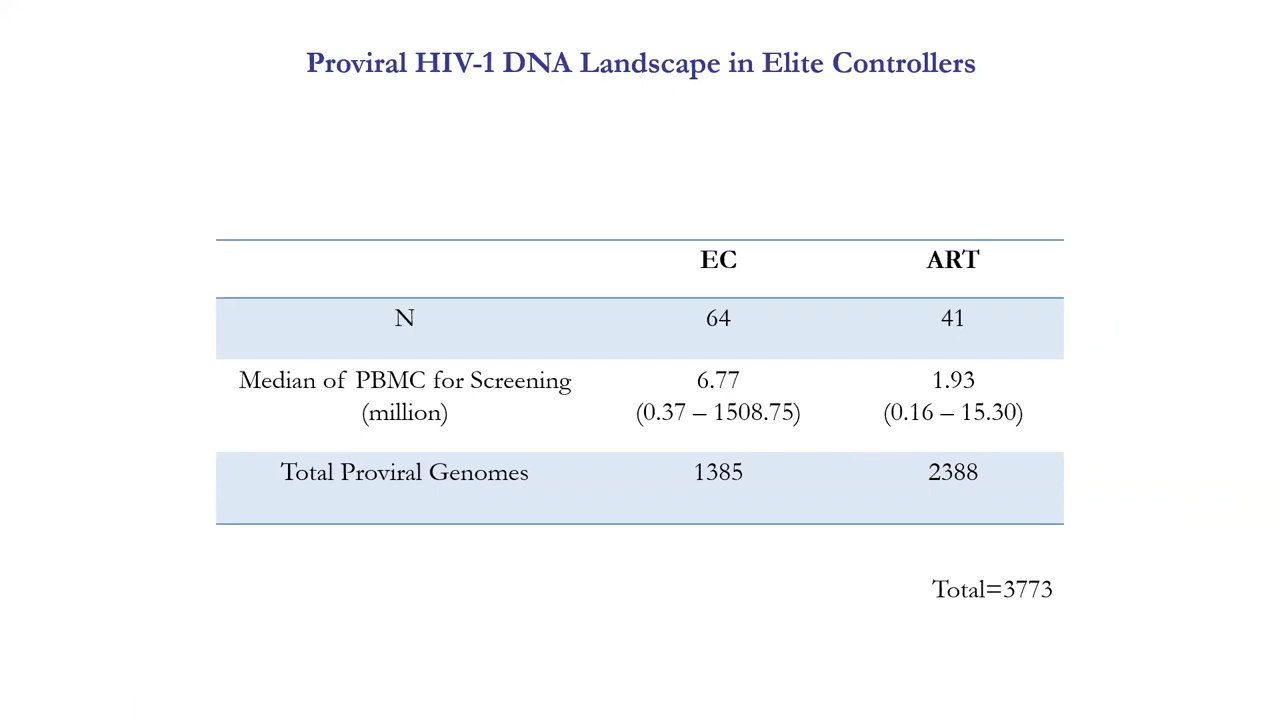 Proviral HIV-1 DNA Landscape in Elite Controllers
EC ART
N 64 41
Median of PBMC for Screening 6.77 1.93
(million) (0.37 – 1508.75) (0.16 – 15.30)
Total Proviral Genomes 1385 2388
Total=3773